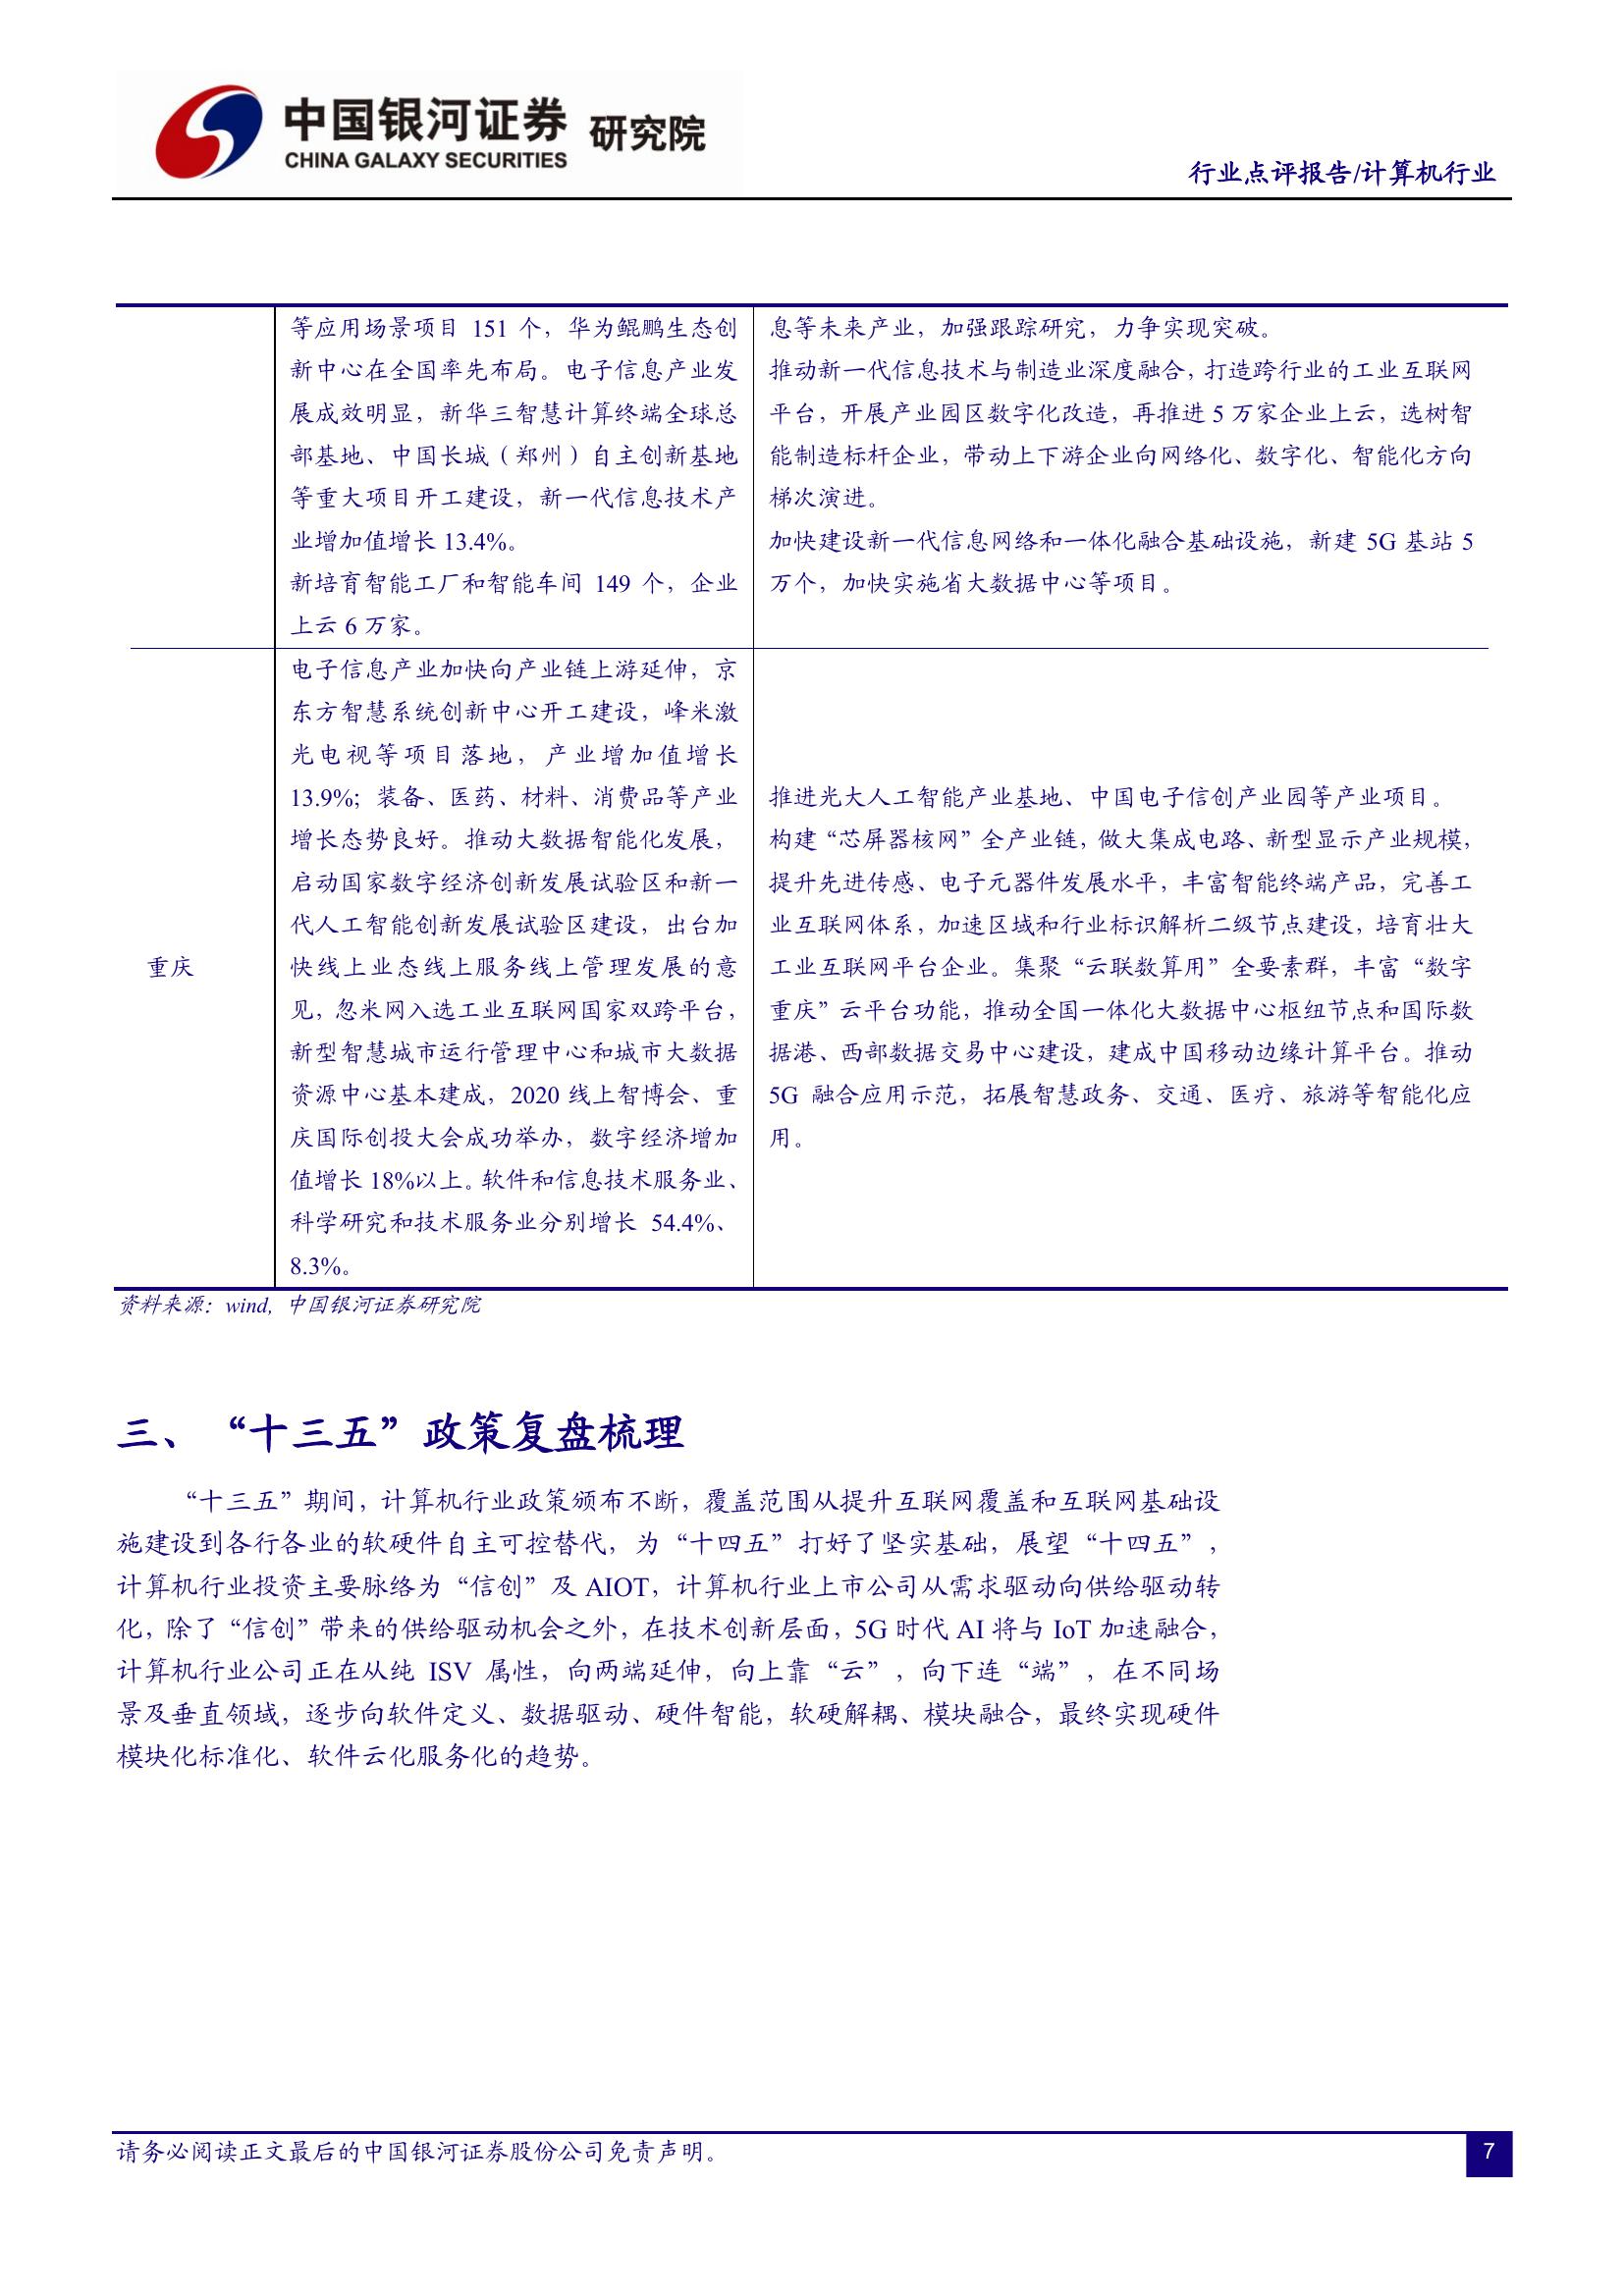 中国银河证券 研究院
CHINA GALAXY SECURITIES
行业点评报告/计算机行业
等应用场景项目 151 个，华为鲲鹏生态创
新中心在全国率先布局。电子信息产业发
展成效明显，新华三智慧计算终端全球总
部基地、中国长城（郑州）自主创新基地
等重大项目开工建设，新一代信息技术产
业增加值增长 13.4%。
新培育智能工厂和智能车间 149 个，企业
上云 6 万家。
息等未来产业，加强跟踪研究，力争实现突破。
推动新一代信息技术与制造业深度融合，打造跨行业的工业互联网
平台，开展产业园区数字化改造，再推进 5 万家企业上云，选树智
能制造标杆企业，带动上下游企业向网络化、数字化、智能化方向
梯次演进。
加快建设新一代信息网络和一体化融合基础设施，新建 5G 基站 5
万个，加快实施省大数据中心等项目。
重庆
电子信息产业加快向产业链上游延伸，京
东方智慧系统创新中心开工建设，峰米激
光电视等项目落地，产业增加值增长
13.9%；装备、医药、材料、消费品等产业
增长态势良好。推动大数据智能化发展，
启动国家数字经济创新发展试验区和新一
代人工智能创新发展试验区建设，出台加
快线上业态线上服务线上管理发展的意
见，忽米网入选工业互联网国家双跨平台，
新型智慧城市运行管理中心和城市大数据
资源中心基本建成，2020 线上智博会、重
庆国际创投大会成功举办，数字经济增加
值增长 18%以上。软件和信息技术服务业、
科学研究和技术服务业分别增长 54.4%、
8.3%。
推进光大人工智能产业基地、中国电子信创产业园等产业项目。
构建“芯屏器核网”全产业链，做大集成电路、新型显示产业规模，
提升先进传感、电子元器件发展水平，丰富智能终端产品，完善工
业互联网体系，加速区域和行业标识解析二级节点建设，培育壮大
工业互联网平台企业。集聚“云联数算用”全要素群，丰富“数字
重庆”云平台功能，推动全国一体化大数据中心枢纽节点和国际数
据港、西部数据交易中心建设，建成中国移动边缘计算平台。推动
5G 融合应用示范，拓展智慧政务、交通、医疗、旅游等智能化应
用。
资料来源：wind，中国银河证券研究院
三、“十三五”政策复盘梳理
“十三五”期间，计算机行业政策颁布不断，覆盖范围从提升互联网覆盖和互联网基础设
施建设到各行各业的软硬件自主可控替代，为“十四五”打好了坚实基础，展望“十四五”，
计算机行业投资主要脉络为“信创”及 AIOT，计算机行业上市公司从需求驱动向供给驱动转
化，除了“信创”带来的供给驱动机会之外，在技术创新层面，5G 时代 AI 将与 IoT 加速融合，
计算机行业公司正在从纯 ISV 属性，向两端延伸，向上靠“云”，向下连“端”，在不同场
景及垂直领域，逐步向软件定义、数据驱动、硬件智能，软硬解耦、模块融合，最终实现硬件
模块化标准化、软件云化服务化的趋势。
请务必阅读正文最后的中国银河证券股份公司免责声明。
7